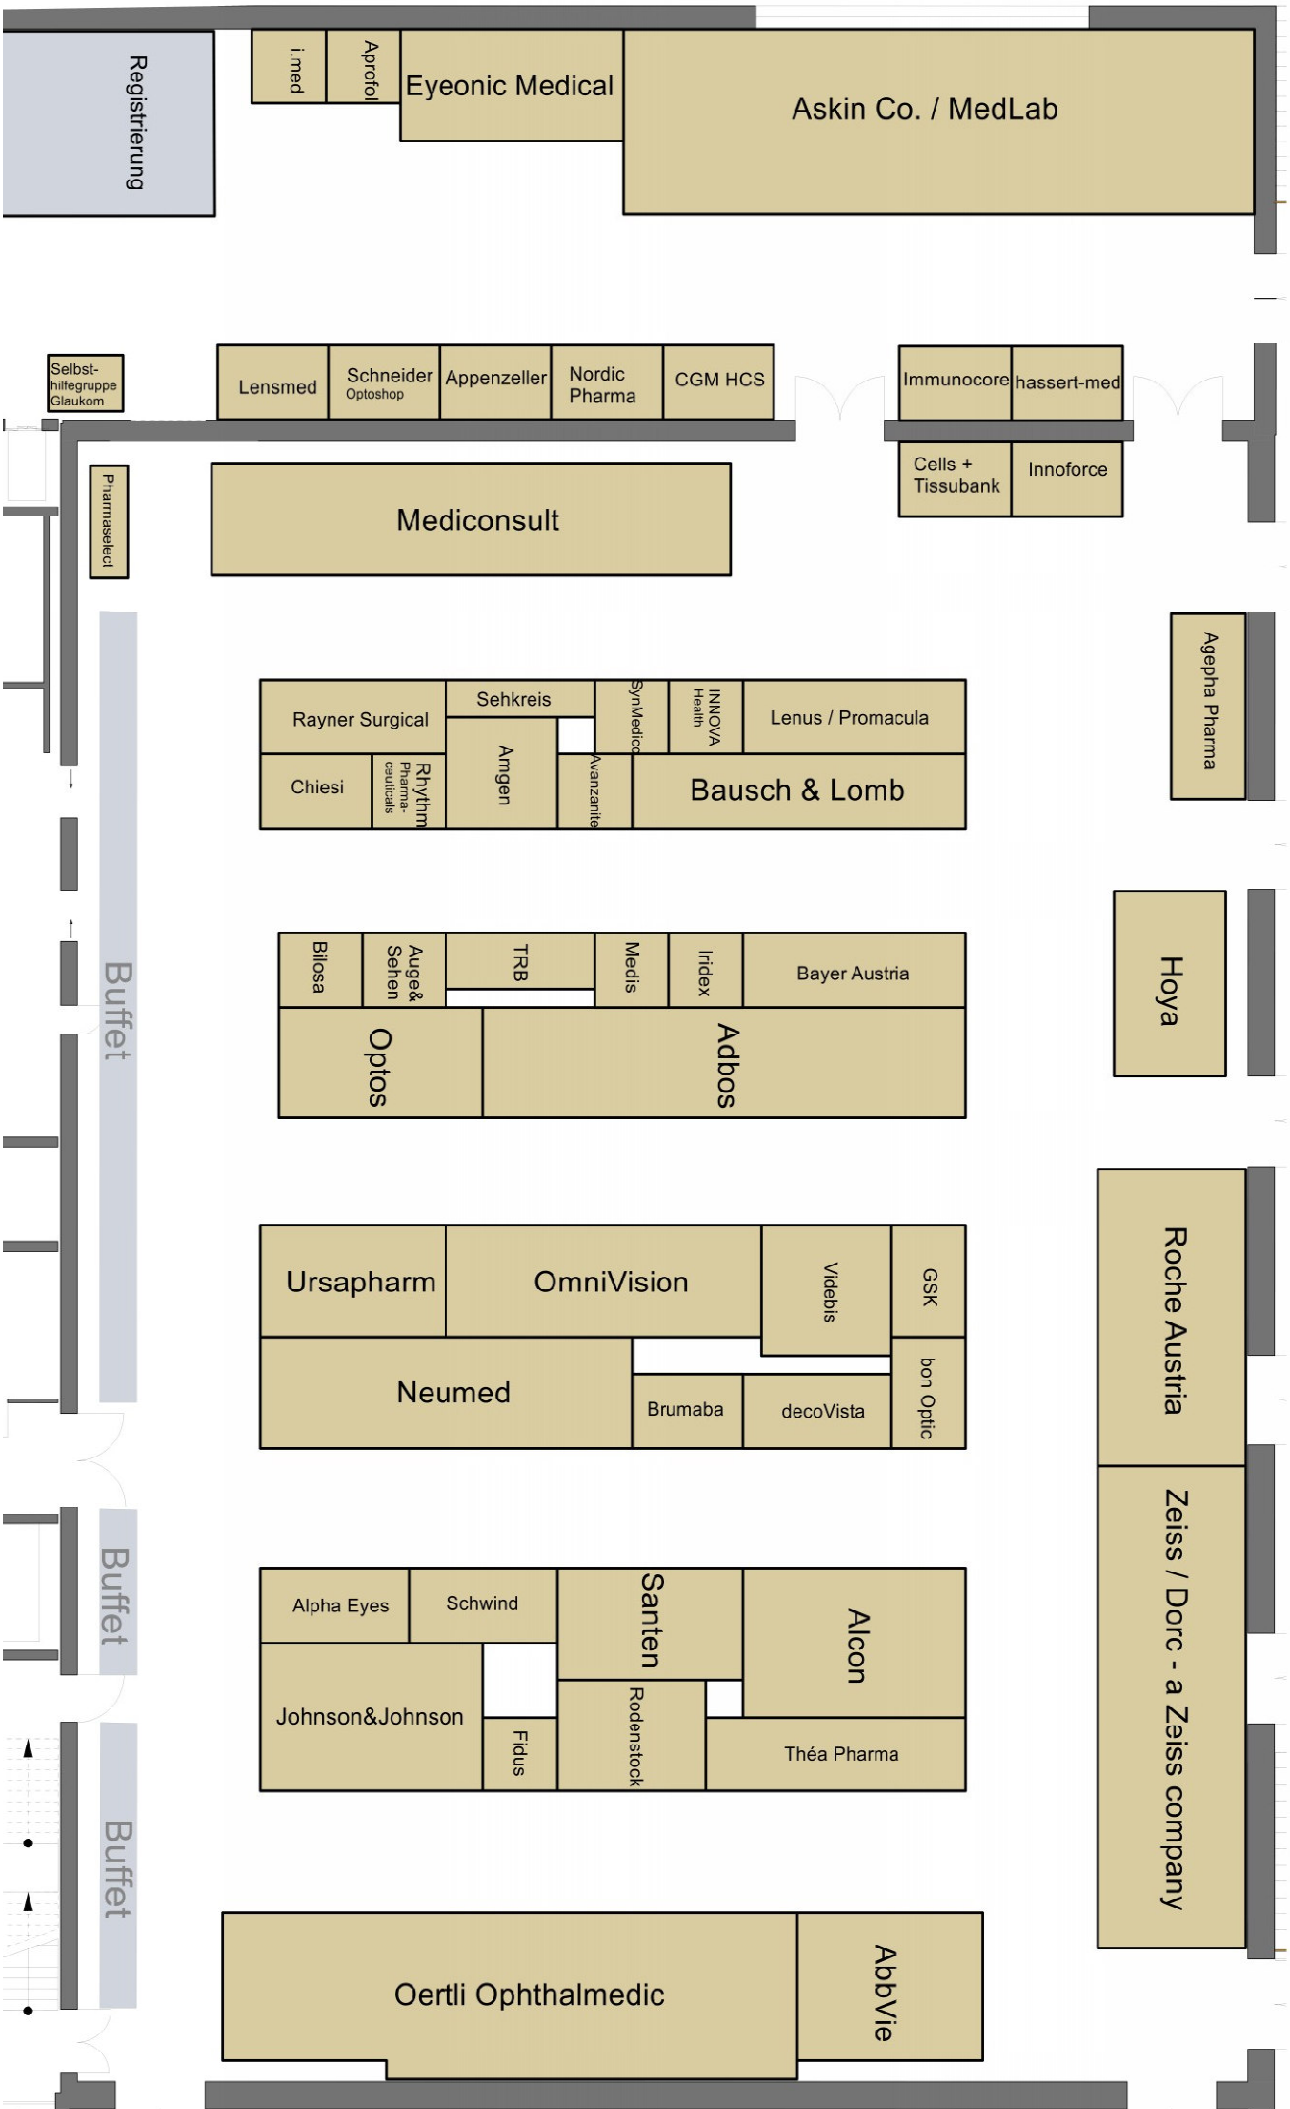 Registrierung
i.med
Aprofol
Eyeonic Medical
Askin Co. / MedLab
Selbst-
hilfegruppe
Glaukom
Lensmed
Schneider
Optoshop
Appenzeller
Nordic
Pharma
CGM HCS
Immunocore
hassert-med
Pharmaselect
Mediconsult
Cells +
Tissubank
Innoforce
Agepha Pharma
Rayner Surgical
Sehkreis
SynMedico
INNOVA
Health
Lenus / Promacula
Chiesi
Rhythm
Pharma-
ceuticals
Amgen
Avanzanite
Bausch & Lomb
Buffet
Bilosa
Auge&
Sehen
TRB
Medis
Iridex
Bayer Austria
Hoya
Optos
Adbos
Ursapharm
OmniVision
Videbis
GSK
Roche Austria
Neumed
Brumaba
decoVista
bon Optic
Buffet
Alpha Eyes
Schwind
Santen
Alcon
Zeiss / Dorc - a Zeiss company
Johnson&Johnson
Fidus
Rodenstock
Théa Pharma
Buffet
Oertli Ophthalmedic
AbbVie